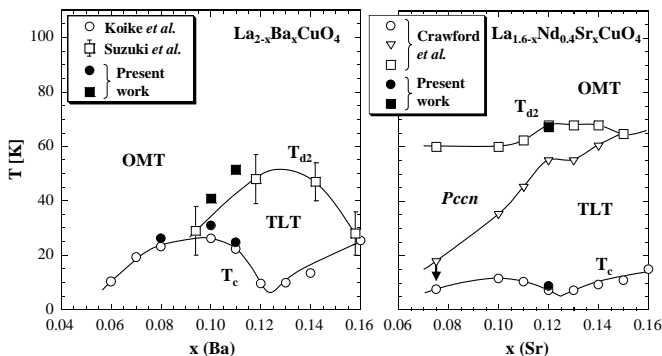 Koike et al.
Suzuki et al.
Present
work
La2-xBaxCuO4
OMT
Td2
TLT
Tc
T [K]
100
80
60
40
20
0
0.04 0.06 0.08 0.10 0.12 0.14 0.16
x (Ba)
Crawford
et al.
Present
work
La1.6-xNd0.4SrxCuO4
OMT
Td2
Pccn
TLT
Tc
0.06 0.08 0.10 0.12 0.14 0.16
x (Sr)